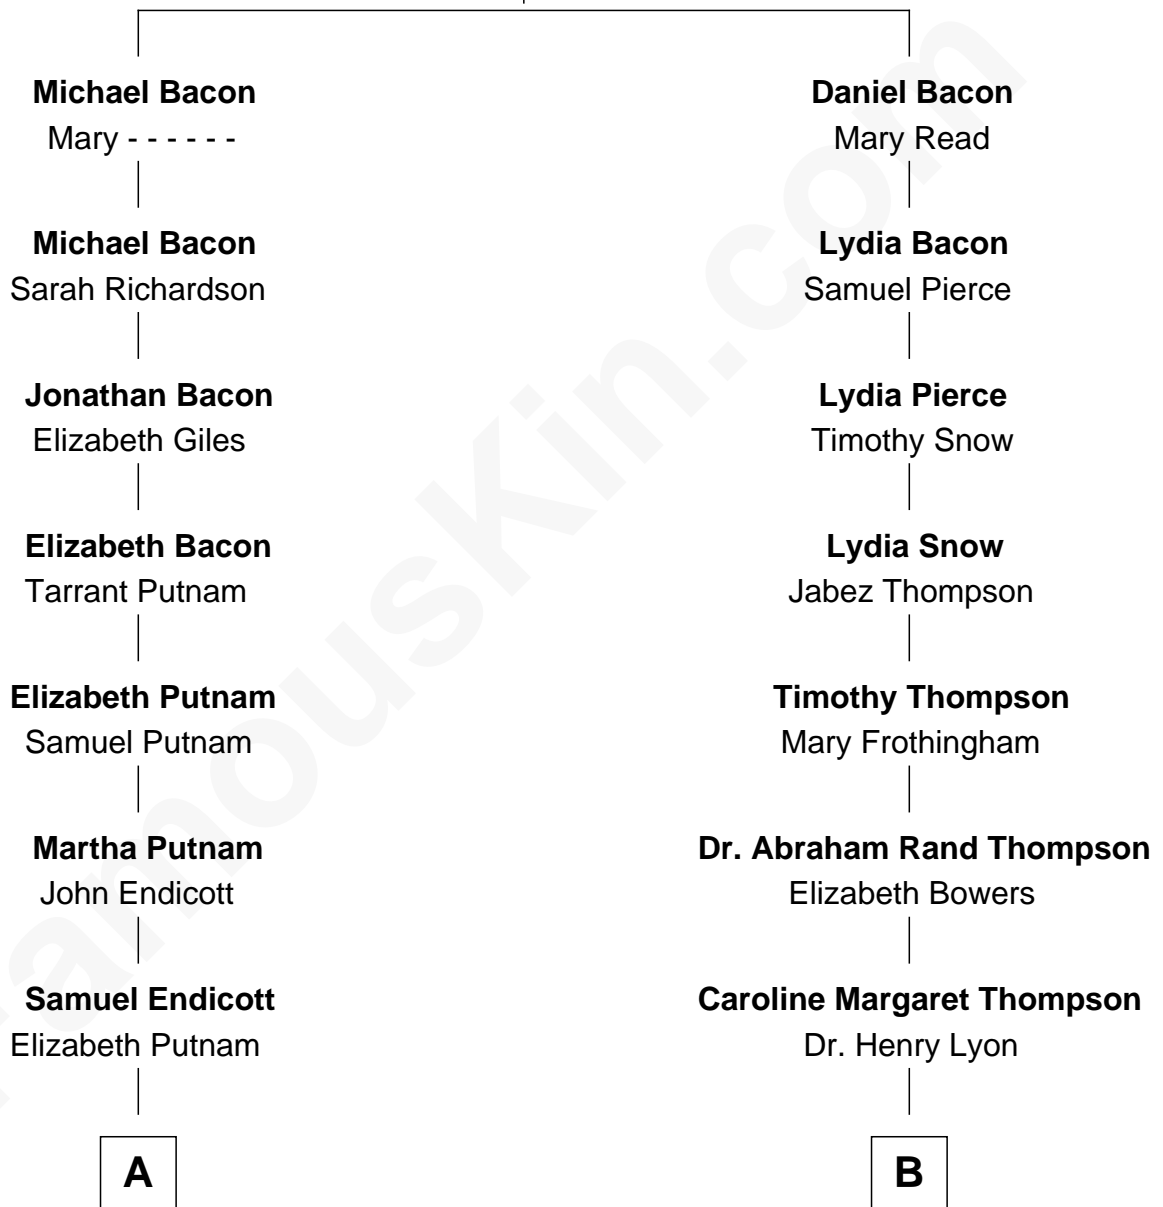 Michael Bacon
Mary - - - - - -
Daniel Bacon
Mary Read
Michael Bacon
Sarah Richardson
Lydia Bacon
Samuel Pierce
Jonathan Bacon
Elizabeth Giles
Lydia Pierce
Timothy Snow
Elizabeth Bacon
Tarrant Putnam
Lydia Snow
Jabez Thompson
Elizabeth Putnam
Samuel Putnam
Timothy Thompson
Mary Frothingham
Martha Putnam
John Endicott
Dr. Abraham Rand Thompson
Elizabeth Bowers
Samuel Endicott
Elizabeth Putnam
Caroline Margaret Thompson
Dr. Henry Lyon
A
B
FamousKin.com